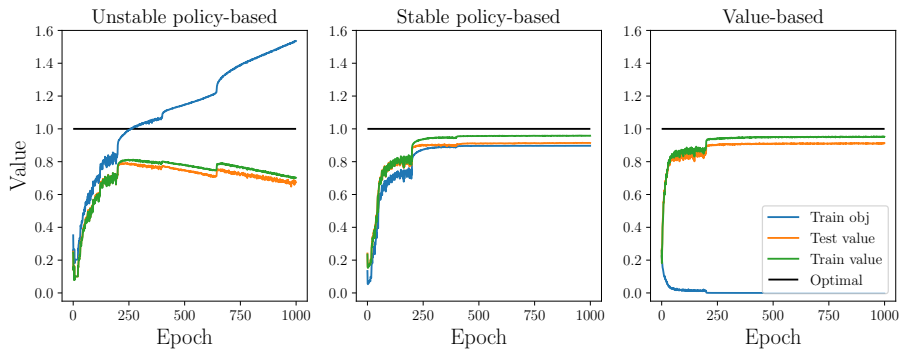 Unstable policy-based
Stable policy-based
Value-based
Value
1.6
1.4
1.2
1.0
0.8
0.6
0.4
0.2
0.0
0 250 500 750 1000
Epoch
1.6
1.4
1.2
1.0
0.8
0.6
0.4
0.2
0.0
0 250 500 750 1000
Epoch
1.6
1.4
1.2
1.0
0.8
0.6
0.4
0.2
0.0
0 250 500 750 1000
Epoch
Train obj
Test value
Train value
Optimal